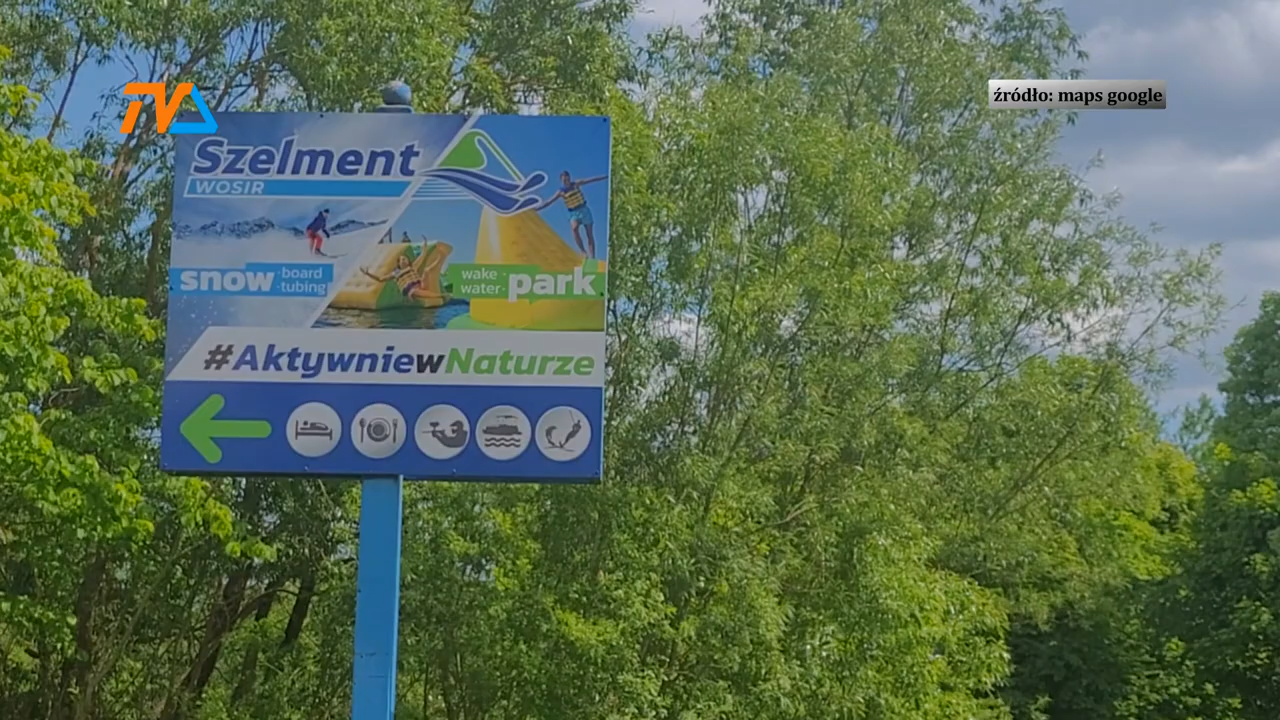 TVA
źródło: maps google
Szelment
WOSiR
snow ·board
·tubing
wake·
water· park
#AktywniewNaturze